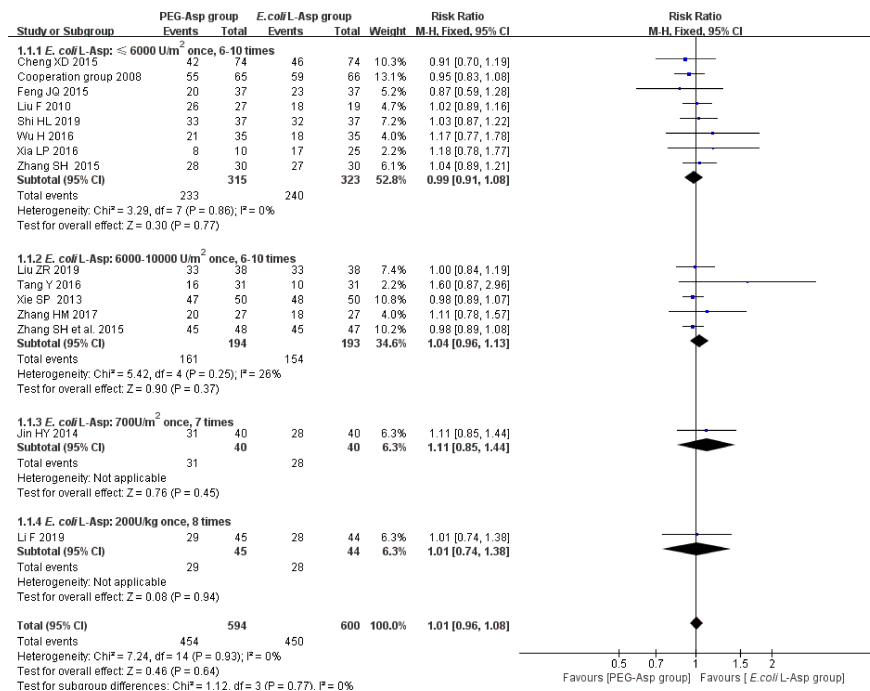 PEG-Asp group E.coli L-Asp group Risk Ratio Risk Ratio
Study or Subgroup Events Total Events Total Weight M-H, Fixed, 95% CI M-H, Fixed, 95% CI
1.1.1 E. coli L-Asp: ≤ 6000 U/m² once, 6-10 times
Cheng XD 2015 42 74 46 74 10.3% 0.91 [0.70, 1.19]
Cooperation group 2008 55 65 59 66 13.1% 0.95 [0.83, 1.08]
Feng JQ 2015 20 37 23 37 5.2% 0.87 [0.59, 1.28]
Liu F 2010 26 27 18 19 4.7% 1.02 [0.89, 1.16]
Shi HL 2019 33 37 32 37 7.2% 1.03 [0.87, 1.22]
Wu H 2016 21 35 18 35 4.0% 1.17 [0.77, 1.78]
Xia LP 2016 8 10 17 25 2.2% 1.18 [0.78, 1.77]
Zhang SH 2015 28 30 27 30 6.1% 1.04 [0.89, 1.21]
Subtotal (95% CI) 315 323 52.8% 0.99 [0.91, 1.08]
Total events 233 240
Heterogeneity: Chi² = 3.29, df = 7 (P = 0.86); I² = 0%
Test for overall effect: Z = 0.30 (P = 0.77)
1.1.2 E. coli L-Asp: 6000-10000 U/m² once, 6-10 times
Liu ZR 2019 33 38 33 38 7.4% 1.00 [0.84, 1.19]
Tang Y 2016 16 31 10 31 2.2% 1.60 [0.87, 2.96]
Xie SP 2013 47 50 48 50 10.7% 0.98 [0.89, 1.07]
Zhang HM 2017 20 27 18 27 4.0% 1.11 [0.78, 1.57]
Zhang SH et al. 2015 45 48 45 47 10.2% 0.98 [0.89, 1.08]
Subtotal (95% CI) 194 193 34.6% 1.04 [0.96, 1.13]
Total events 161 154
Heterogeneity: Chi² = 5.42, df = 4 (P = 0.25); I² = 26%
Test for overall effect: Z = 0.90 (P = 0.37)
1.1.3 E. coli L-Asp: 700U/m² once, 7 times
Jin HY 2014 31 40 28 40 6.3% 1.11 [0.85, 1.44]
Subtotal (95% CI) 40 40 6.3% 1.11 [0.85, 1.44]
Total events 31 28
Heterogeneity: Not applicable
Test for overall effect: Z = 0.76 (P = 0.45)
1.1.4 E. coli L-Asp: 200U/kg once, 8 times
Li F 2019 29 45 28 44 6.3% 1.01 [0.74, 1.38]
Subtotal (95% CI) 45 44 6.3% 1.01 [0.74, 1.38]
Total events 29 28
Heterogeneity: Not applicable
Test for overall effect: Z = 0.08 (P = 0.94)
Total (95% CI) 594 600 100.0% 1.01 [0.96, 1.08]
Total events 454 450
Heterogeneity: Chi² = 7.24, df = 14 (P = 0.93); I² = 0%
Test for overall effect: Z = 0.46 (P = 0.64)
Test for subgroup differences: Chi² = 1.12, df = 3 (P = 0.77), I² = 0%
0.5 0.7 1 1.5 2
Favours [PEG-Asp group] Favours [ E.coli L-Asp group]